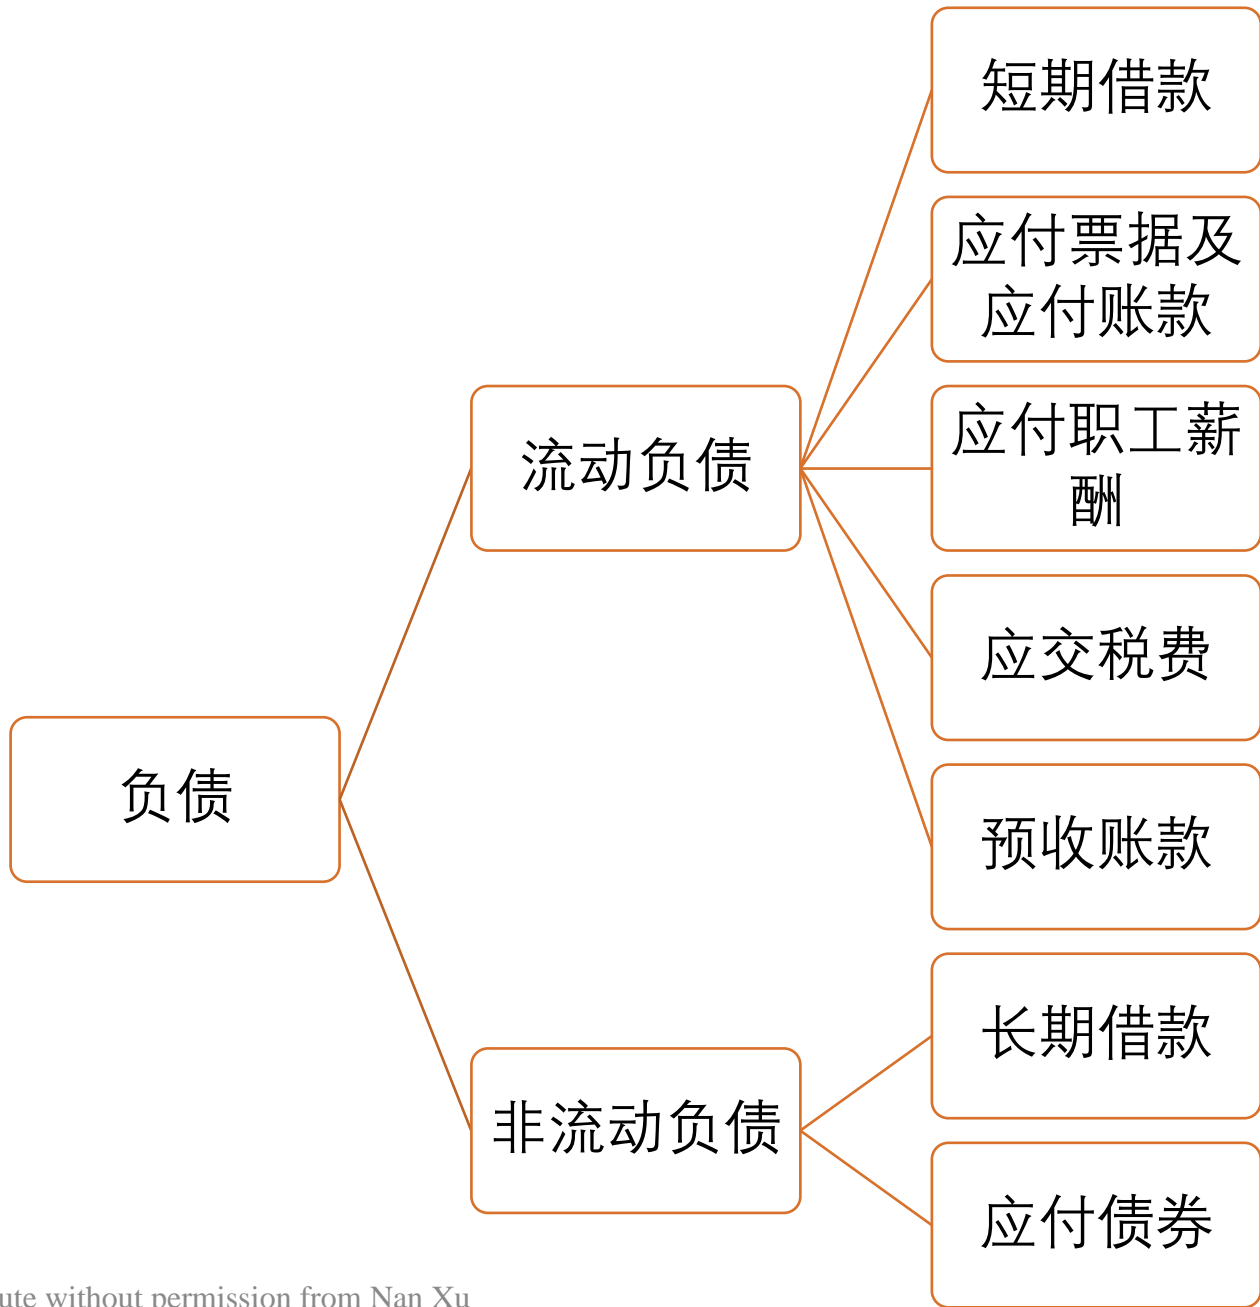 短期借款
应付票据及
应付账款
应付职工薪
酬
流动负债
应交税费
负债
预收账款
长期借款
非流动负债
应付债券
without permission from Nan Xu